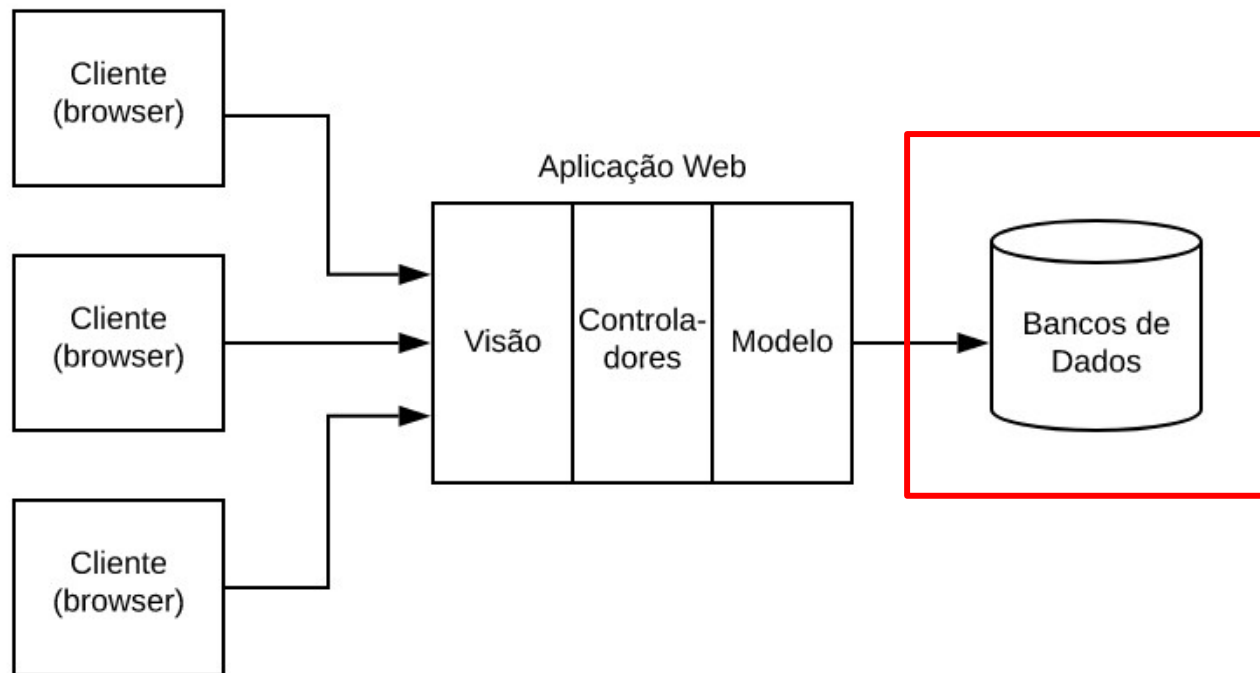 Cliente
(browser)
Cliente
(browser)
Cliente
(browser)
Aplicação Web
Visão
Controla-
dores
Modelo
Bancos de
Dados